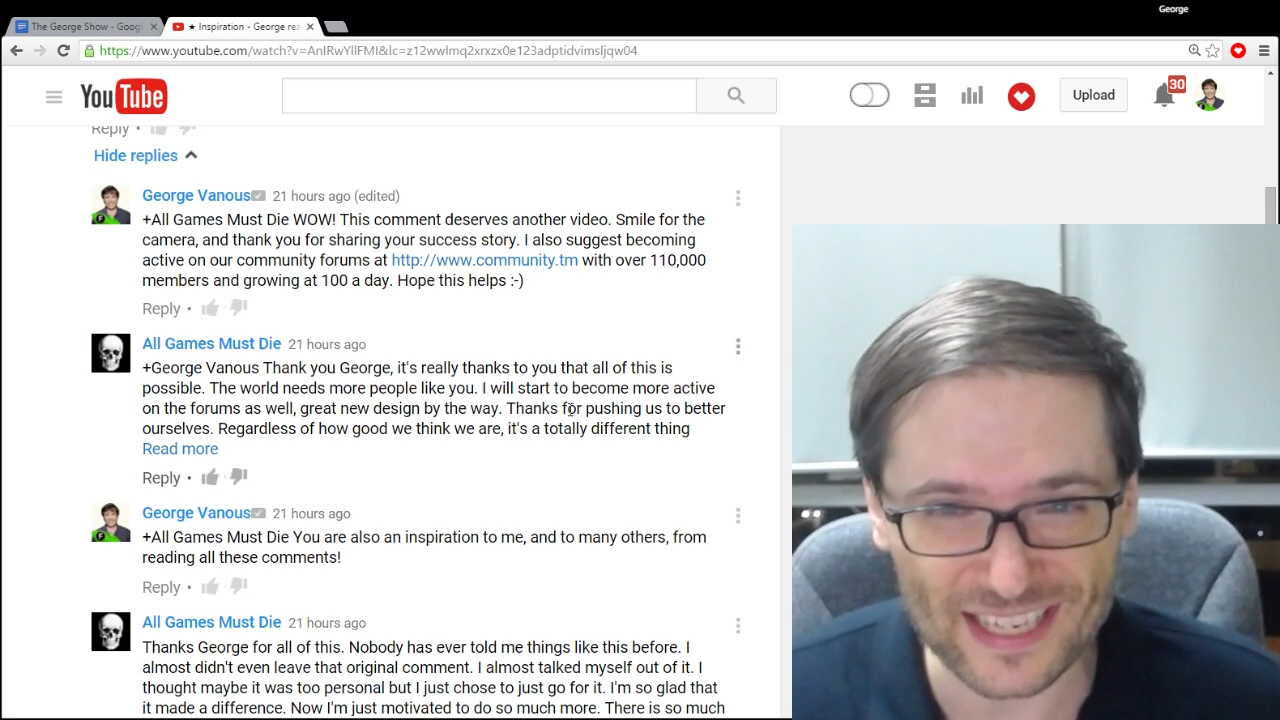 George
The George Show - Googl
★ Inspiration - George rea
https://www.youtube.com/watch?v=AnIRwYllFMI&lc=z12wwlmq2xrxzx0e123adptidvimsljqw04
YouTube
Upload
30
Reply •
Hide replies
George Vanous 21 hours ago (edited)
+All Games Must Die WOW! This comment deserves another video. Smile for the
camera, and thank you for sharing your success story. I also suggest becoming
active on our community forums at http://www.community.tm with over 110,000
members and growing at 100 a day. Hope this helps :-)
Reply •
All Games Must Die 21 hours ago
+George Vanous Thank you George, it's really thanks to you that all of this is
possible. The world needs more people like you. I will start to become more active
on the forums as well, great new design by the way. Thanks for pushing us to better
ourselves. Regardless of how good we think we are, it's a totally different thing
Read more
Reply •
George Vanous 21 hours ago
+All Games Must Die You are also an inspiration to me, and to many others, from
reading all these comments!
Reply •
All Games Must Die 21 hours ago
Thanks George for all of this. Nobody has ever told me things like this before. I
almost didn't even leave that original comment. I almost talked myself out of it. I
thought maybe it was too personal but I just chose to just go for it. I'm so glad that
it made a difference. Now I'm just motivated to do so much more. There is so much